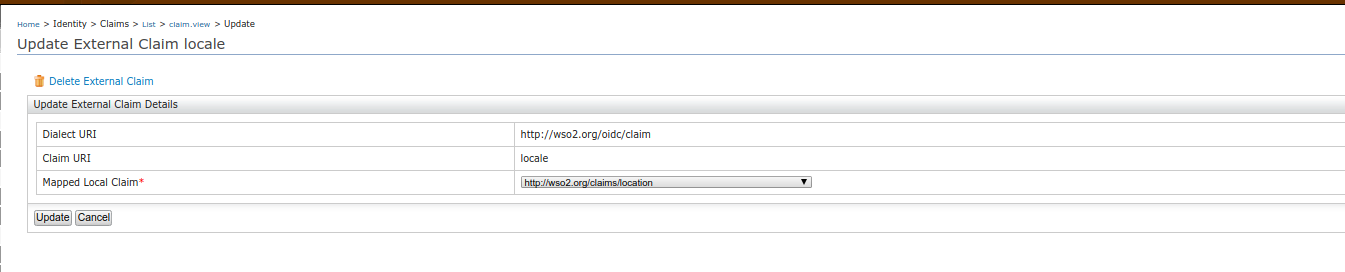 Home > Identity > Claims > List > claim.view > Update
Update External Claim locale
Delete External Claim
Update External Claim Details
Dialect URI http://wso2.org/oidc/claim
Claim URI locale
Mapped Local Claim* http://wso2.org/claims/location
Update Cancel